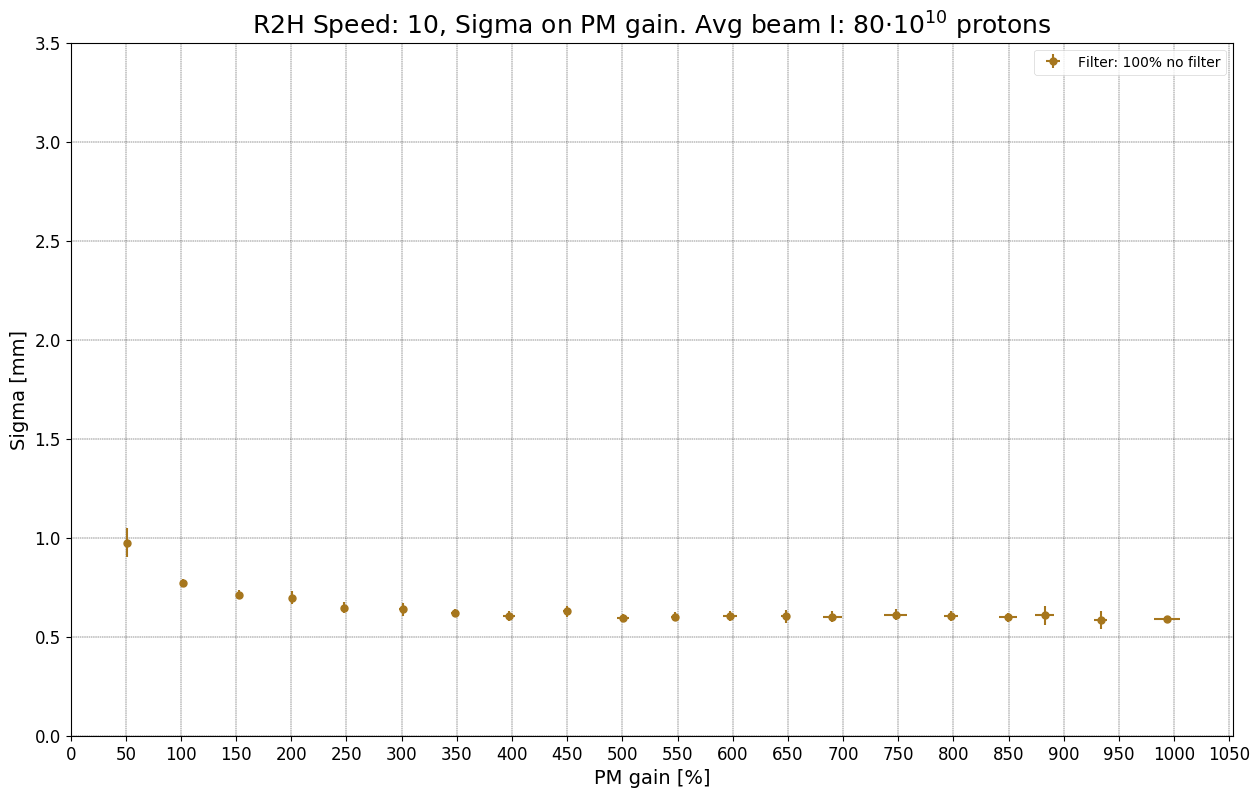 R2H Speed: 10, Sigma on PM gain. Avg beam I: 80·10¹⁰ protons
Filter: 100% no filter
3.5
3.0
2.5
2.0
1.5
1.0
0.5
0.0
Sigma [mm]
0 50 100 150 200 250 300 350 400 450 500 550 600 650 700 750 800 850 900 950 1000 1050
PM gain [%]